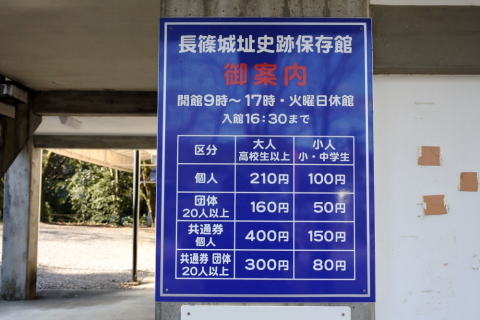 長篠城址史跡保存館
御案内
開館9時~17時・火曜日休館
入館16:30まで
区分 大人 高校生以上 小人 小・中学生
個人 210円 100円
団体 20人以上 160円 50円
共通券 個人 400円 150円
共通券 団体 20人以上 300円 80円